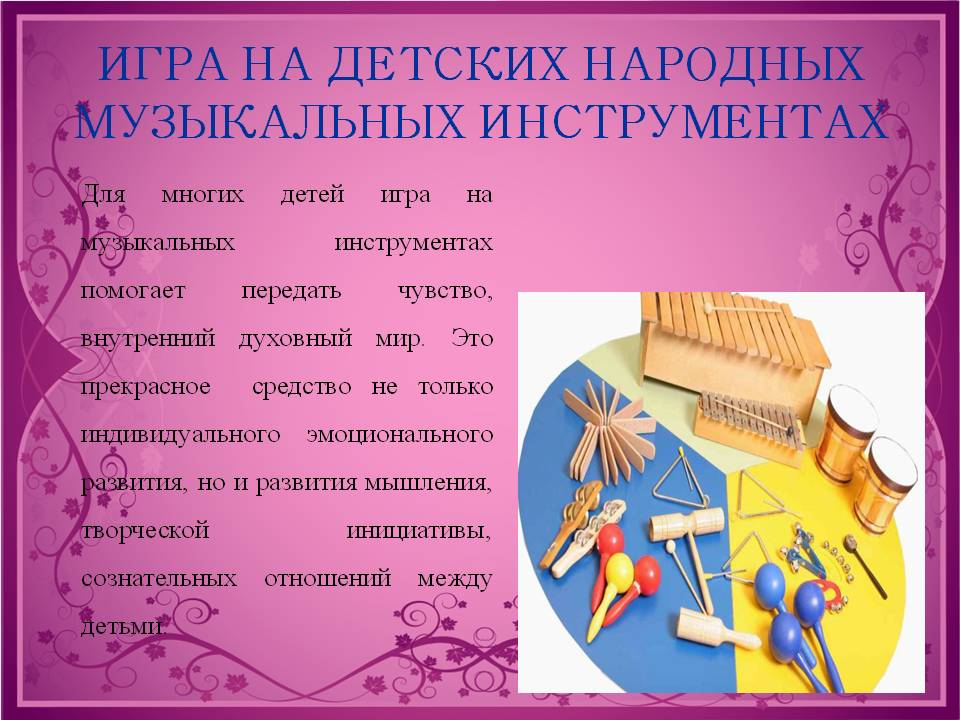 ИГРА НА ДЕТСКИХ НАРОДНЫХ
МУЗЫКАЛЬНЫХ ИНСТРУМЕНТАХ
Для многих детей игра на
музыкальных инструментах
помогает передать чувство,
внутренний духовный мир. Это
прекрасное средство не только
индивидуального эмоционального
развития, но и развития мышления,
творческой инициативы,
сознательных отношений между
детьми.